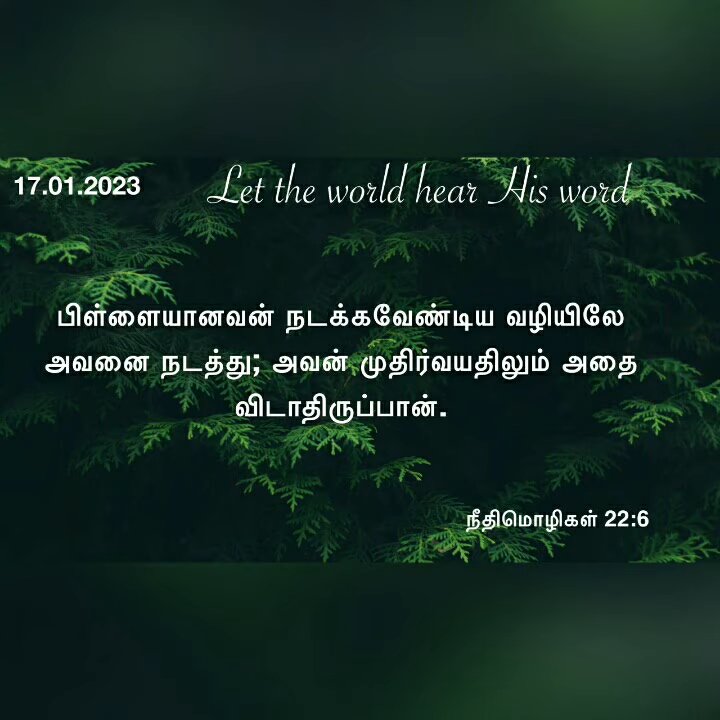 17.01.2023
Let the world hear His word
பிள்ளையானவன் நடக்கவேண்டிய வழியிலே
அவனை நடத்து; அவன் முதிர்வயதிலும் அதை
விடாதிருப்பான்.
நீதிமொழிகள் 22:6